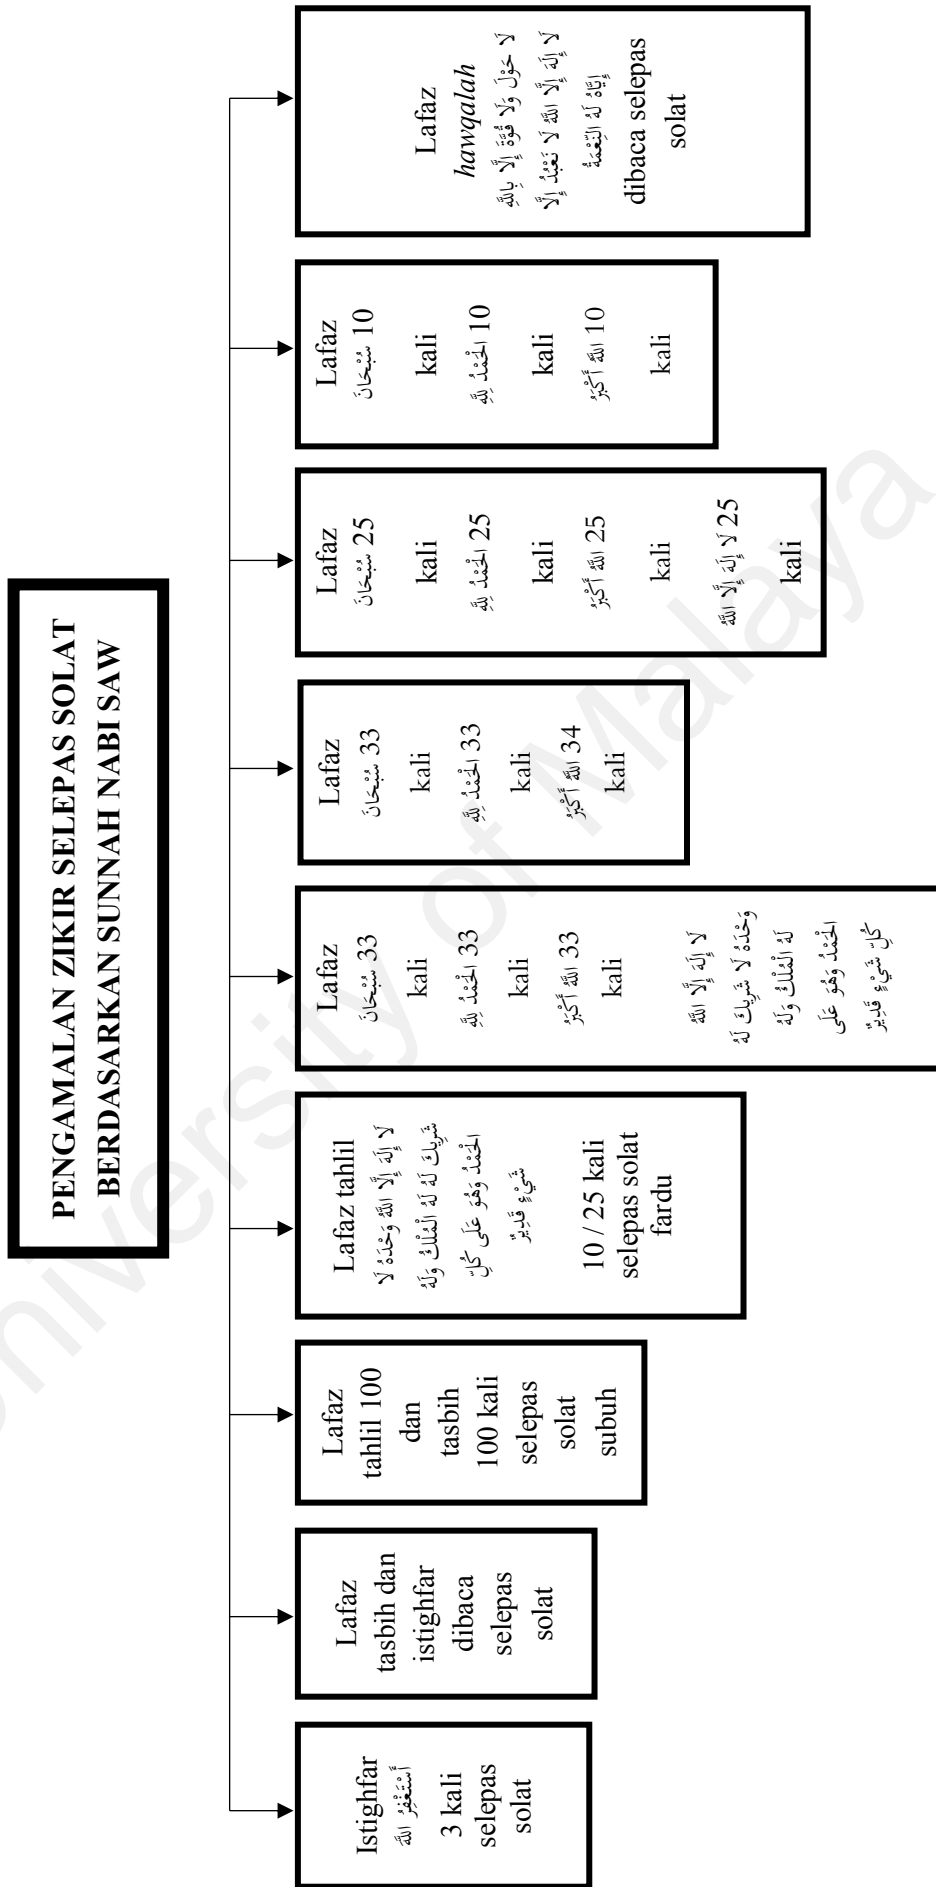 PENGAMALAN ZIKIR SELEPAS SOLAT
BERDASARKAN SUNNAH NABI SAW
Istighfar
أَسْتَغْفِرُ اللهَ
3 kali
selepas
solat
Lafaz
tasbih dan
istighfar
dibaca
selepas
solat
Lafaz
tahlil 100
dan
tasbih
100 kali
selepas
solat
subuh
Lafaz tahlil
لَا إِلَهَ إِلَّا اللهُ وَحْدَهُ لَا
شَرِيكَ لَهُ لَهُ الْمُلْكُ وَلَهُ
الْحَمْدُ وَهُوَ عَلَى كُلِّ
شَيْءٍ قَدِيرٌ
10 / 25 kali
selepas solat
fardu
Lafaz
سُبْحَانَ 33
kali
الْحَمْدُ لِلَّهِ 33
kali
اللهُ أَكْبَرُ 33
kali
لَا إِلَهَ إِلَّا اللهُ
وَحْدَهُ لَا شَرِيكَ لَهُ
لَهُ الْمُلْكُ وَلَهُ
الْحَمْدُ وَهُوَ عَلَى
كُلِّ شَيْءٍ قَدِيرٌ
Lafaz
سُبْحَانَ 33
kali
الْحَمْدُ لِلَّهِ 33
kali
اللهُ أَكْبَرُ 34
kali
Lafaz
سُبْحَانَ 25
kali
الْحَمْدُ لِلَّهِ 25
kali
اللهُ أَكْبَرُ 25
kali
لَا إِلَهَ إِلَّا اللهُ 25
kali
Lafaz
سُبْحَانَ 10
kali
الْحَمْدُ لِلَّهِ 10
kali
اللهُ أَكْبَرُ 10
kali
Lafaz
hawqalah
لَا حَوْلَ وَلَا قُوَّةَ إِلَّا بِاللهِ
لَا إِلَهَ إِلَّا اللهُ لَا نَعْبُدُ إِلَّا
إِيَّاهُ لَهُ النِّعْمَةُ
dibaca selepas
solat
University of Malaya